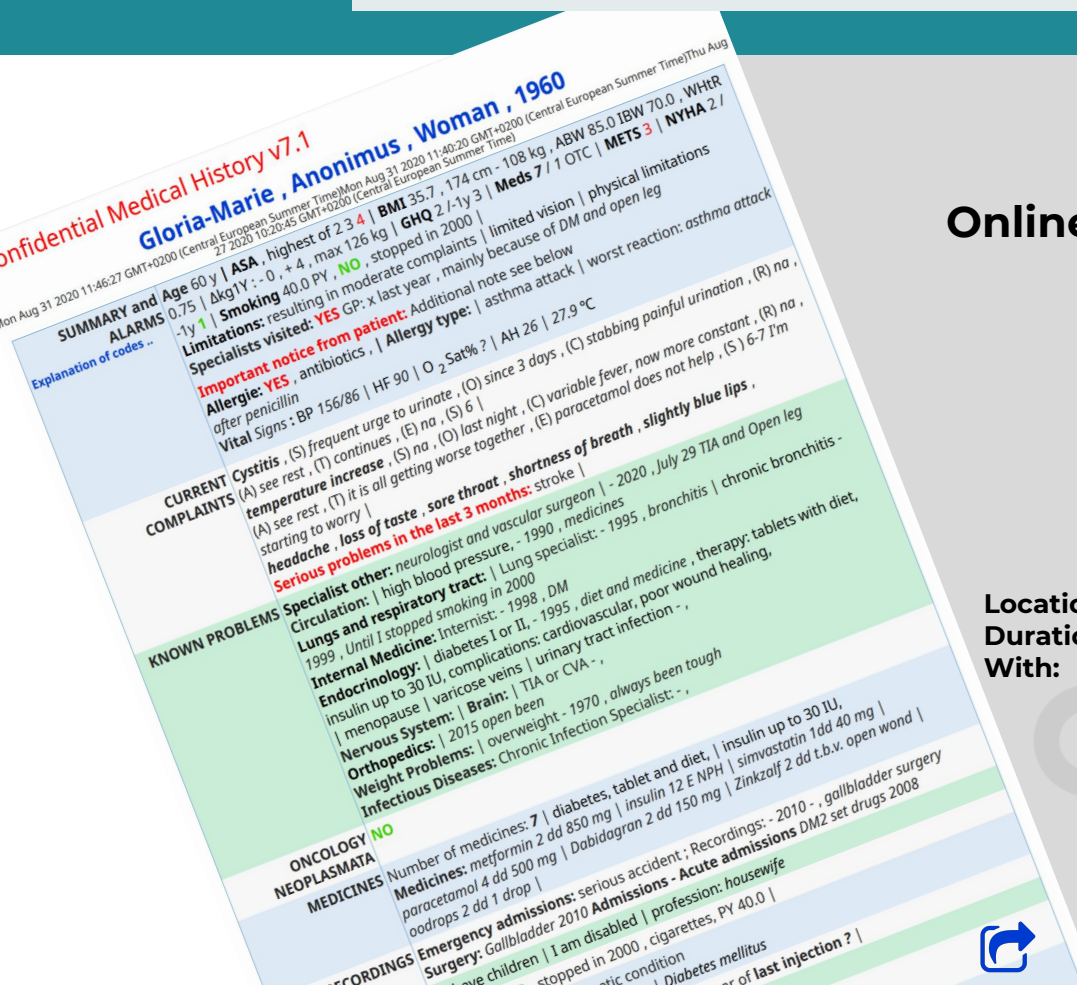 onfidential Medical History v7.1
Gloria-Marie , Anonimus , Woman , 1960
Mon Aug 31 2020 11:46:27 GMT+0200 (Central European Summer Time)Mon Aug 31 2020 11:40:20 GMT+0200 (Central European Summer Time)Thu Aug
27 2020 10:20:45 GMT+0200 (Central European Summer Time)
SUMMARY and ALARMS
Explanation of codes ..
Age 60 y | ASA , highest of 2 3 4 | BMI 35.7 , 174 cm - 108 kg , ABW 85.0 IBW 70.0 , WHtR
0.75 | Δkg1Y : - 0 , + 4 , max 126 kg | GHQ 2 /-1y 3 | Meds 7 / 1 OTC | METS 3 | NYHA 2 /
-1y 1 | Smoking 40.0 PY , NO , stopped in 2000 |
Limitations: resulting in moderate complaints | limited vision | physical limitations
Specialists visited: YES GP: x last year , mainly because of DM and open leg
Important notice from patient: Additional note see below
Allergie: YES , antibiotics , | Allergy type: | asthma attack | worst reaction: asthma attack
after penicillin
Vital Signs : BP 156/86 | HF 90 | O 2 Sat% ? | AH 26 | 27.9 ºC
CURRENT COMPLAINTS
Cystitis , (S) frequent urge to urinate , (O) since 3 days , (C) stabbing painful urination , (R) na ,
(A) see rest , (T) continues , (E) na , (S) 6 |
temperature increase , (S) na , (O) last night , (C) variable fever, now more constant , (R) na ,
(A) see rest , (T) it is all getting worse together , (E) paracetamol does not help , (S ) 6-7 I'm
starting to worry |
headache , loss of taste , sore throat , shortness of breath , slightly blue lips ,
Serious problems in the last 3 months: stroke |
KNOWN PROBLEMS
Specialist other: neurologist and vascular surgeon | - 2020 , July 29 TIA and Open leg
Circulation: | high blood pressure, - 1990 , medicines
Lungs and respiratory tract: | Lung specialist: - 1995 , bronchitis | chronic bronchitis -
1999 , Until I stopped smoking in 2000
Internal Medicine: Internist: - 1998 , DM
Endocrinology: | diabetes I or II, - 1995 , diet and medicine , therapy: tablets with diet,
insulin up to 30 IU, complications: cardiovascular, poor wound healing,
| menopause | varicose veins | urinary tract infection - ,
Nervous System: | Brain: | TIA or CVA - ,
Orthopedics: | 2015 open been
Weight Problems: | overweight - 1970 , always been tough
Infectious Diseases: Chronic Infection Specialist: - ,
ONCOLOGY NEOPLASMATA
NO
MEDICINES
Number of medicines: 7 | diabetes, tablet and diet, | insulin up to 30 IU,
Medicines: metformin 2 dd 850 mg | insulin 12 E NPH | simvastatin 1dd 40 mg |
paracetamol 4 dd 500 mg | Dabidagran 2 dd 150 mg | Zinkzalf 2 dd t.b.v. open wond |
oodrops 2 dd 1 drop |
ECORDINGS
Emergency admissions: serious accident ; Recordings: - 2010 - , gallbladder surgery
Surgery: Gallbladder 2010 Admissions - Acute admissions DM2 set drugs 2008
ave children | I am disabled | profession: housewife
stopped in 2000 , cigarettes, PY 40.0 |
etic condition
| Diabetes mellitus
er of last injection ? |
Online
Locatio
Duratio
With: